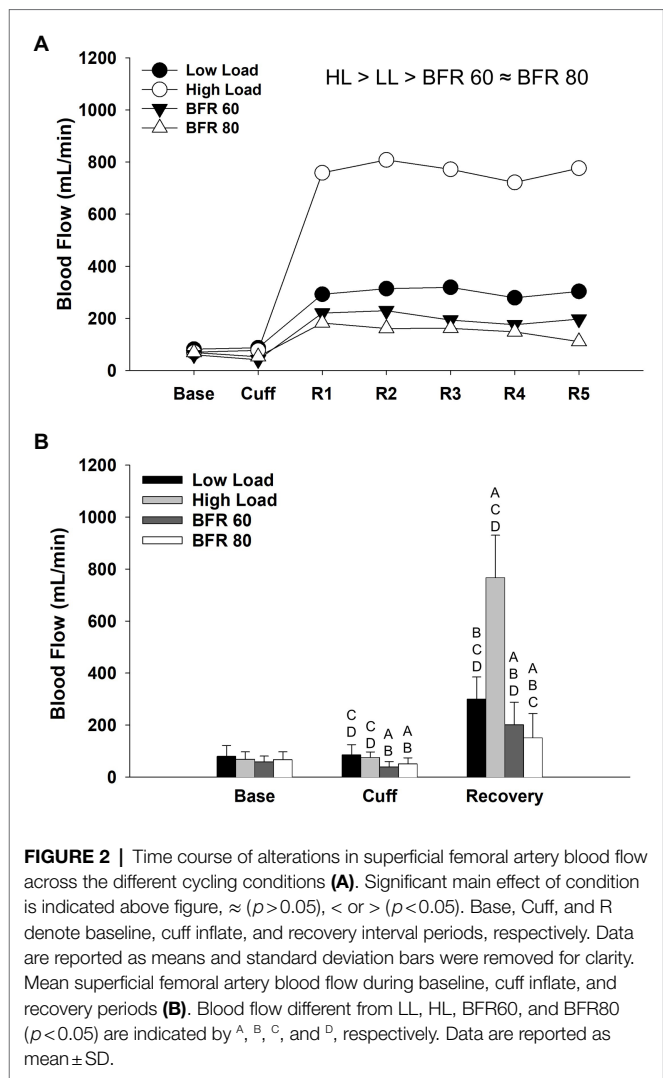 A
1200
1000
800
600
400
200
0
Blood Flow (mL/min)
Low Load
High Load
BFR 60
BFR 80
HL > LL > BFR 60 ≈ BFR 80
Base Cuff R1 R2 R3 R4 R5
B
1200
1000
800
600
400
200
0
Blood Flow (mL/min)
Low Load
High Load
BFR 60
BFR 80
C
D
C
D
A
B
A
B
B
C
D
A
C
D
A
B
D
A
B
C
Base Cuff Recovery
FIGURE 2 | Time course of alterations in superficial femoral artery blood flow
across the different cycling conditions (A). Significant main effect of condition
is indicated above figure, ≈ (p > 0.05), < or > (p < 0.05). Base, Cuff, and R
denote baseline, cuff inflate, and recovery interval periods, respectively. Data
are reported as means and standard deviation bars were removed for clarity.
Mean superficial femoral artery blood flow during baseline, cuff inflate, and
recovery periods (B). Blood flow different from LL, HL, BFR60, and BFR80
(p < 0.05) are indicated by A, B, C, and D, respectively. Data are reported as
mean ± SD.